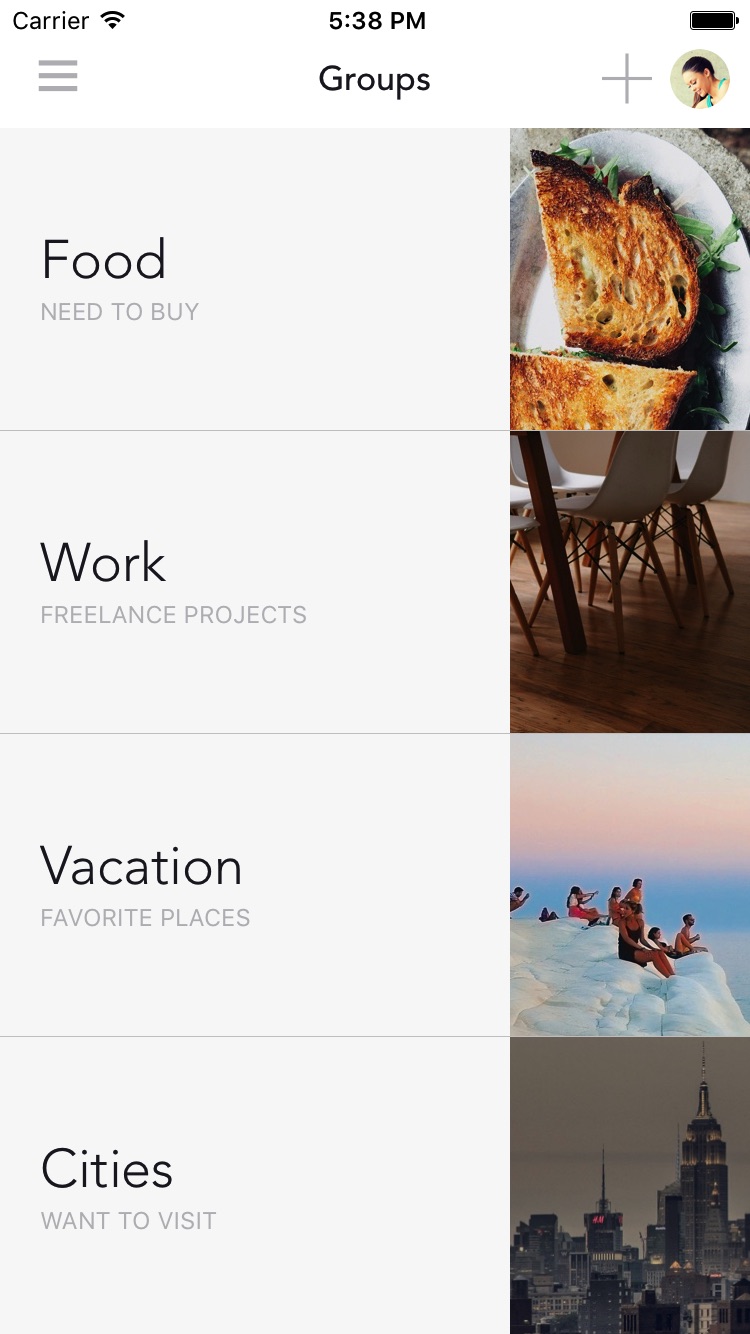 Carrier 5:38 PM
Groups
Food
NEED TO BUY
Work
FREELANCE PROJECTS
Vacation
FAVORITE PLACES
Cities
WANT TO VISIT
H&M